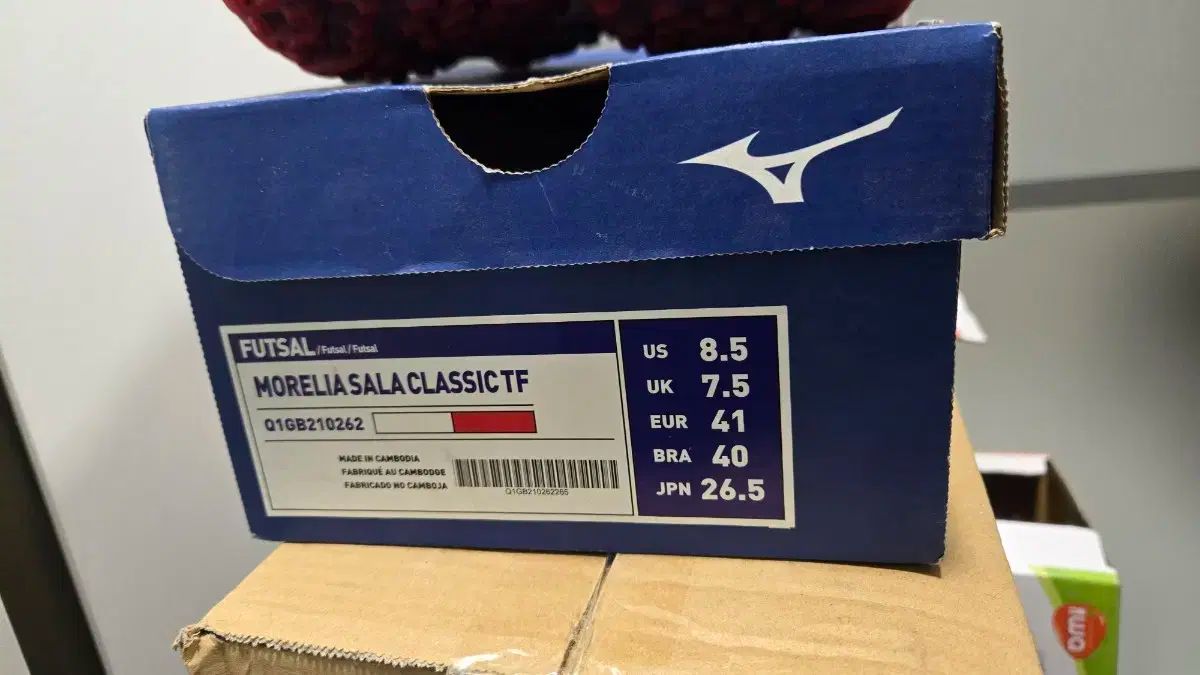 FUTSAL / Futsal / Futsal
MORELIA SALA CLASSIC TF
Q1GB210262
MADE IN CAMBODIA
FABRIQUÉ AU CAMBODGE
FABRICADO NO CAMBOJA
Q1GB210262265
US 8.5
UK 7.5
EUR 41
BRA 40
JPN 26.5
omi